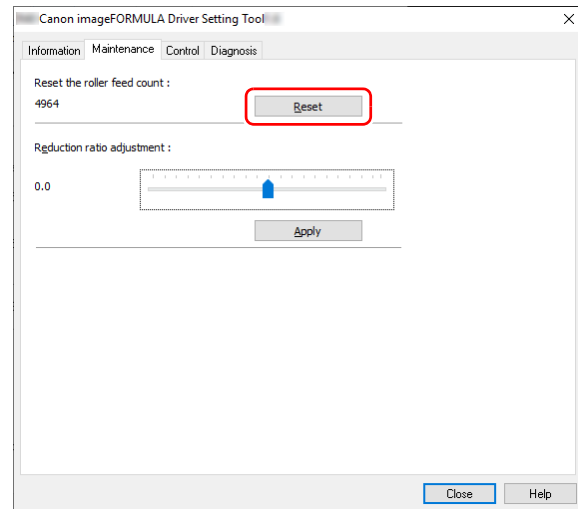 Canon imageFORMULA Driver Setting Tool
Information Maintenance Control Diagnosis
Reset the roller feed count :
4964 Reset
Reduction ratio adjustment :
0.0
Apply
Close Help